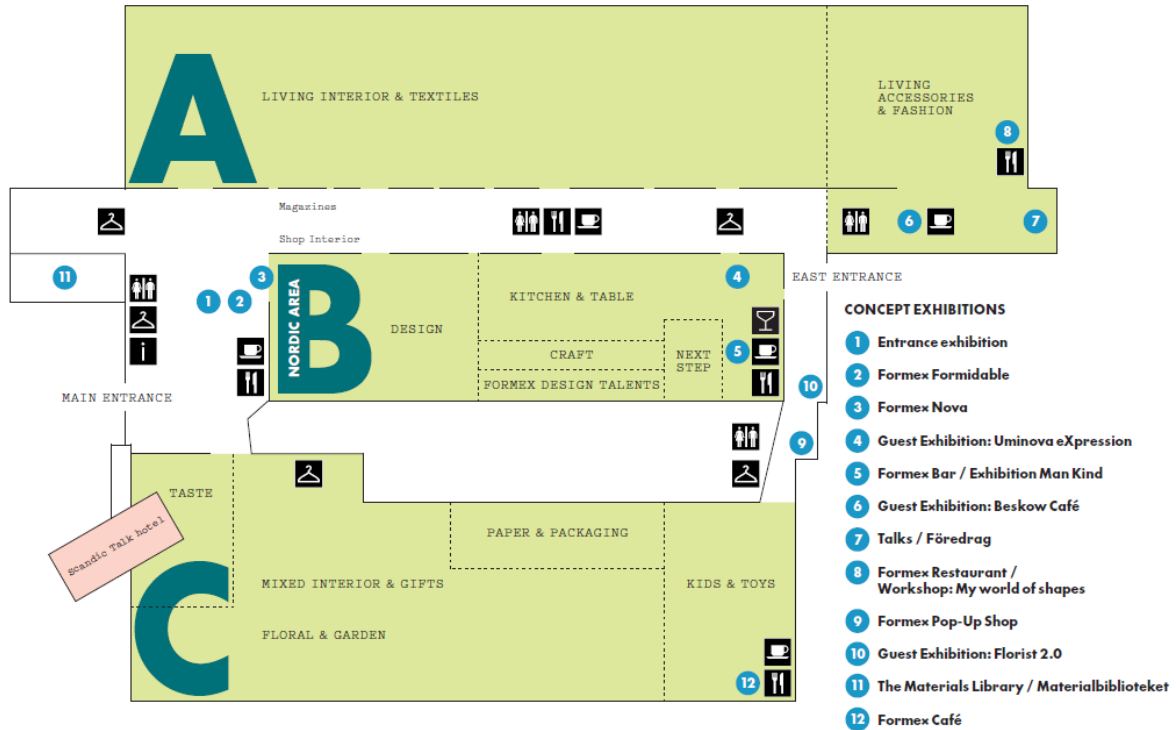 A
LIVING INTERIOR & TEXTILES
LIVING
ACCESSORIES
& FASHION
8
Magazines
Shop Interior
6
7
11
3
1
2
NORDIC AREA
B
DESIGN
KITCHEN & TABLE
4
CRAFT
NEXT
STEP
5
FORMEX DESIGN TALENTS
i
EAST ENTRANCE
MAIN ENTRANCE
10
9
TASTE
Scandic Talk hotel
C
PAPER & PACKAGING
MIXED INTERIOR & GIFTS
KIDS & TOYS
FLORAL & GARDEN
12
CONCEPT EXHIBITIONS
1 Entrance exhibition
2 Formex Formidable
3 Formex Nova
4 Guest Exhibition: Uminova eXpression
5 Formex Bar / Exhibition Man Kind
6 Guest Exhibition: Beskow Café
7 Talks / Föredrag
8 Formex Restaurant /
Workshop: My world of shapes
9 Formex Pop-Up Shop
10 Guest Exhibition: Florist 2.0
11 The Materials Library / Materialbiblioteket
12 Formex Café